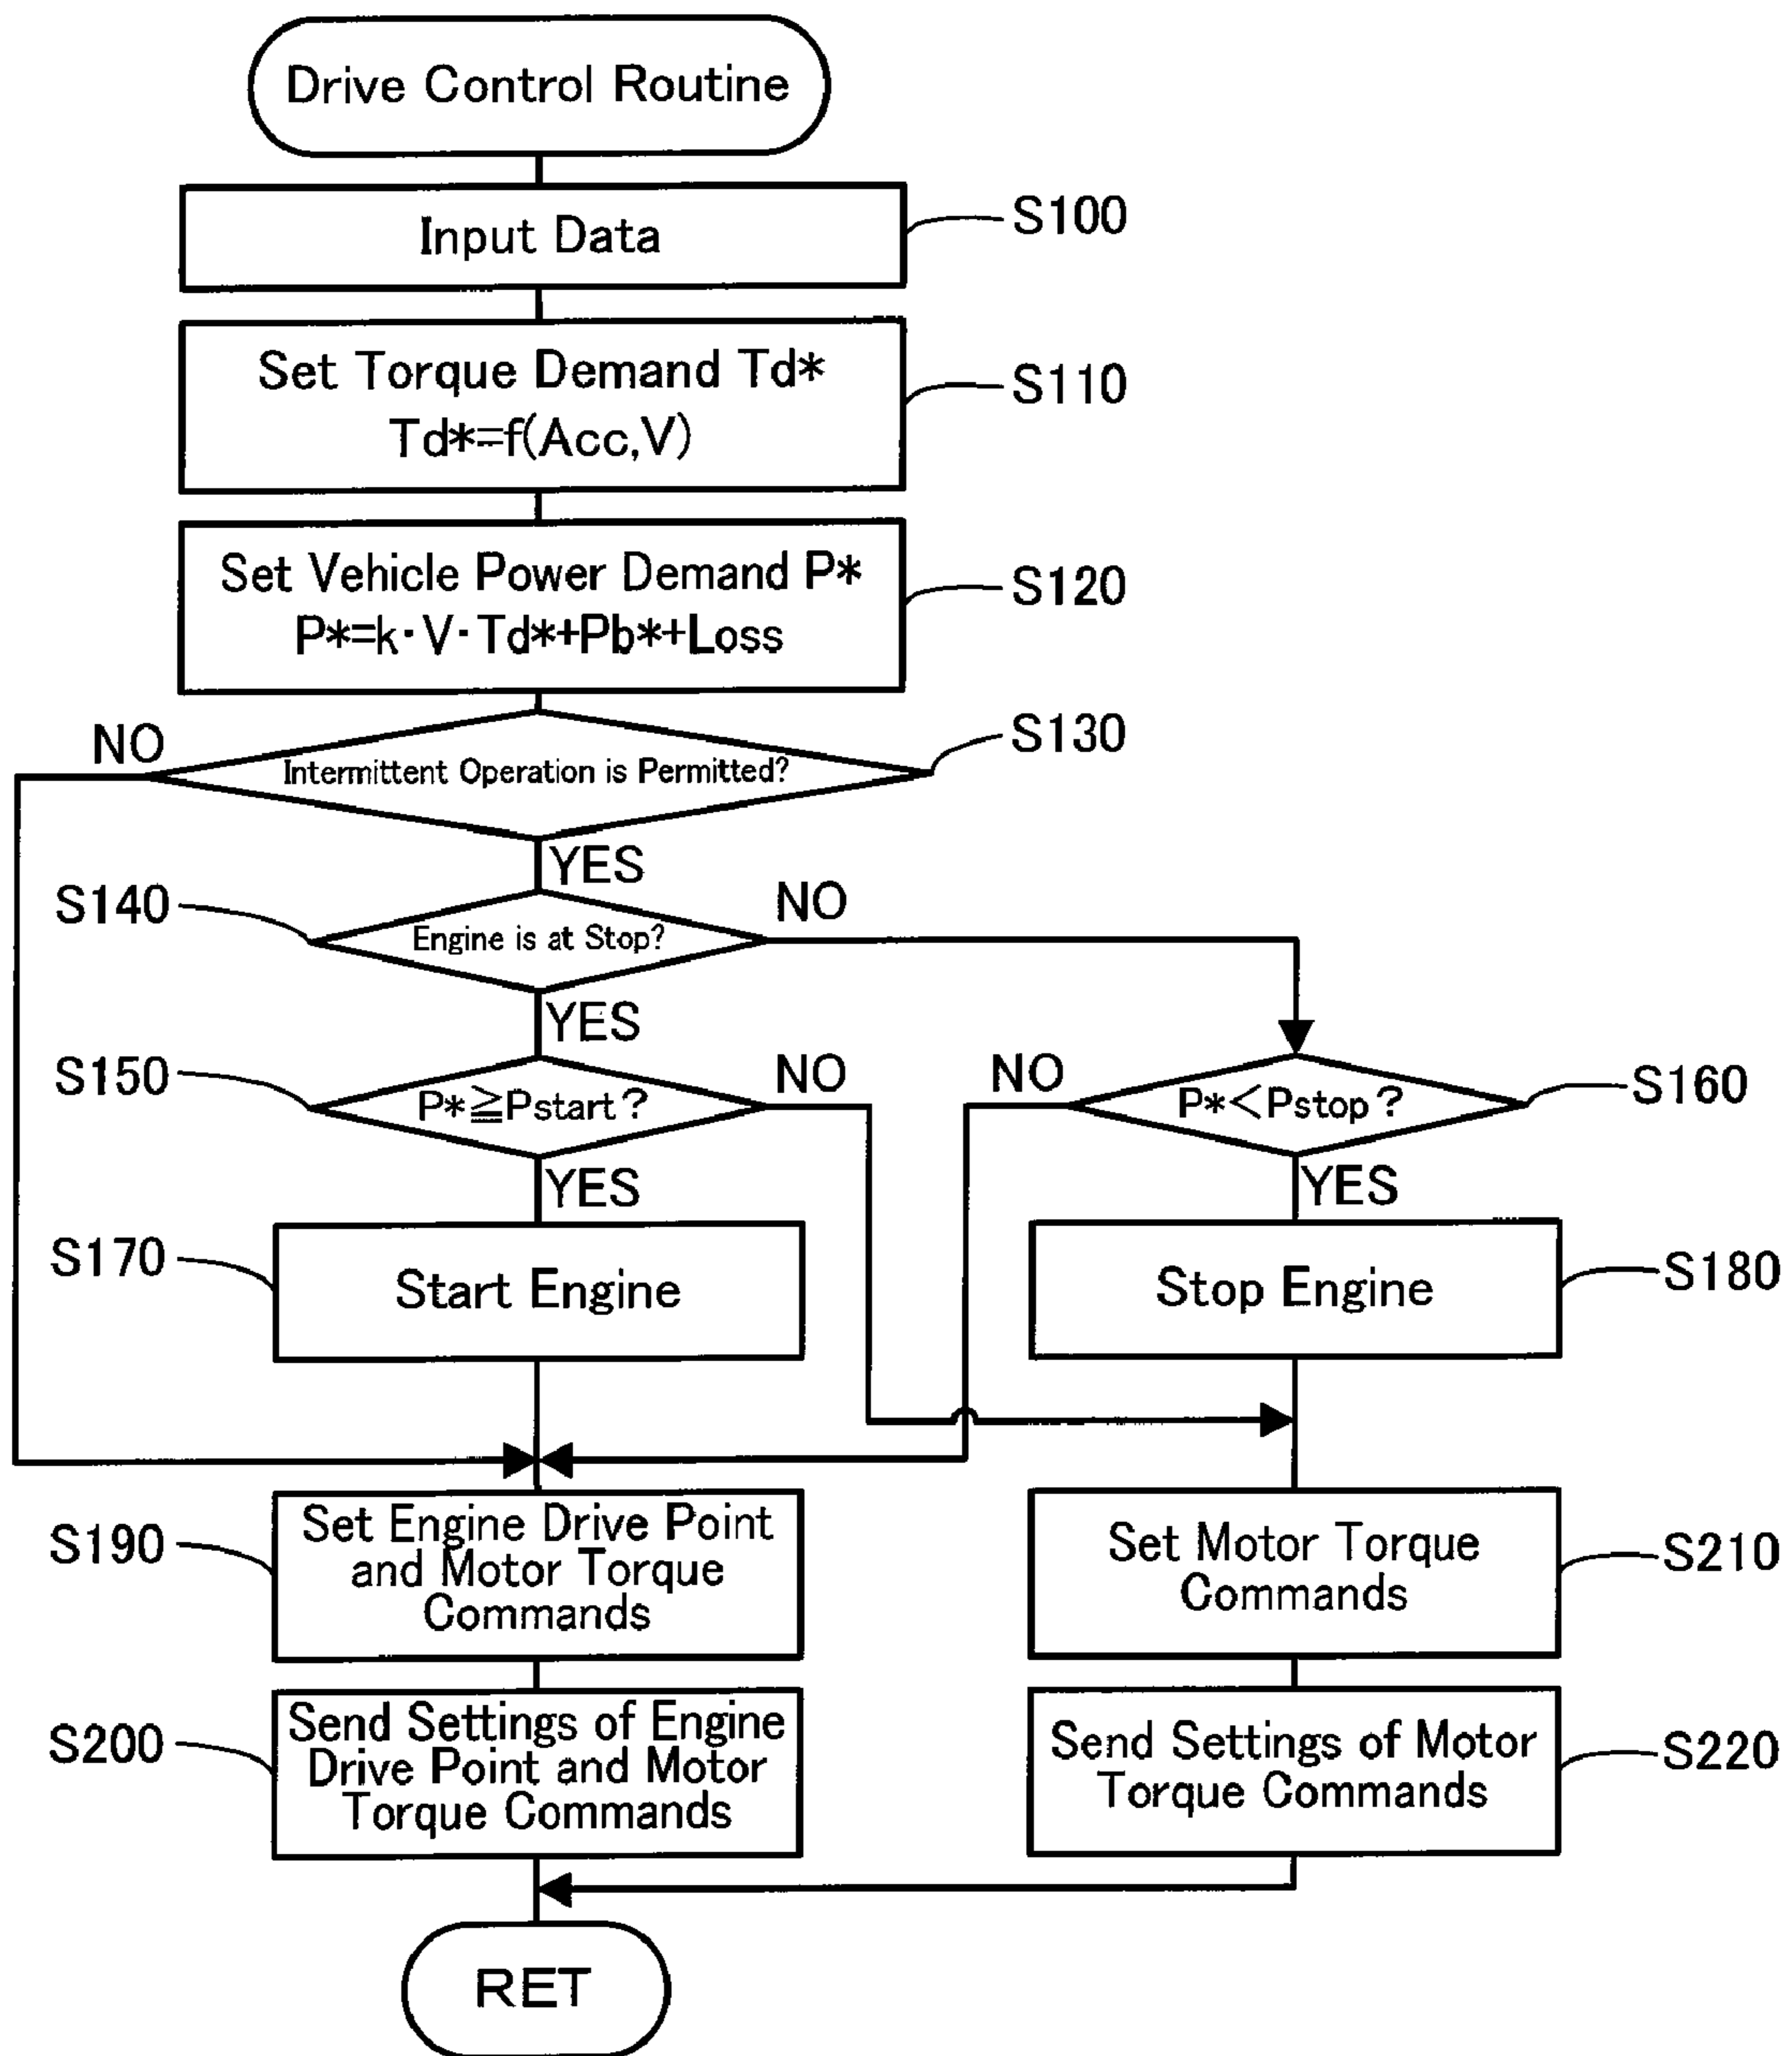 Drive Control Routine
Input Data
S100
Set Torque Demand Td*
Td*=f(Acc,V)
S110
Set Vehicle Power Demand P*
P*=k・V・Td*+Pb*+Loss
S120
NO
Intermittent Operation is Permitted?
S130
YES
S140
Engine is at Stop?
NO
YES
S150
P*≧Pstart?
NO
NO
P*<Pstop?
S160
YES
YES
S170
Start Engine
Stop Engine
S180
S190
Set Engine Drive Point
and Motor Torque
Commands
Set Motor Torque
Commands
S210
S200
Send Settings of Engine
Drive Point and Motor
Torque Commands
Send Settings of Motor
Torque Commands
S220
RET